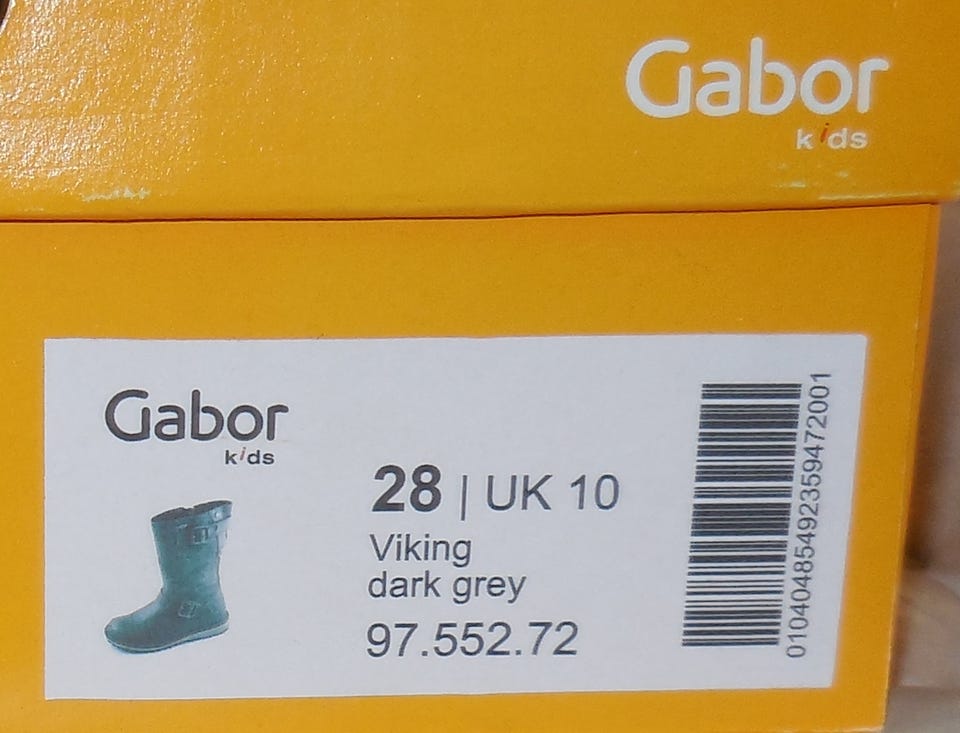 Gabor
kids
Gabor
kids
28 | UK 10
Viking
dark grey
97.552.72
01040485492359472001